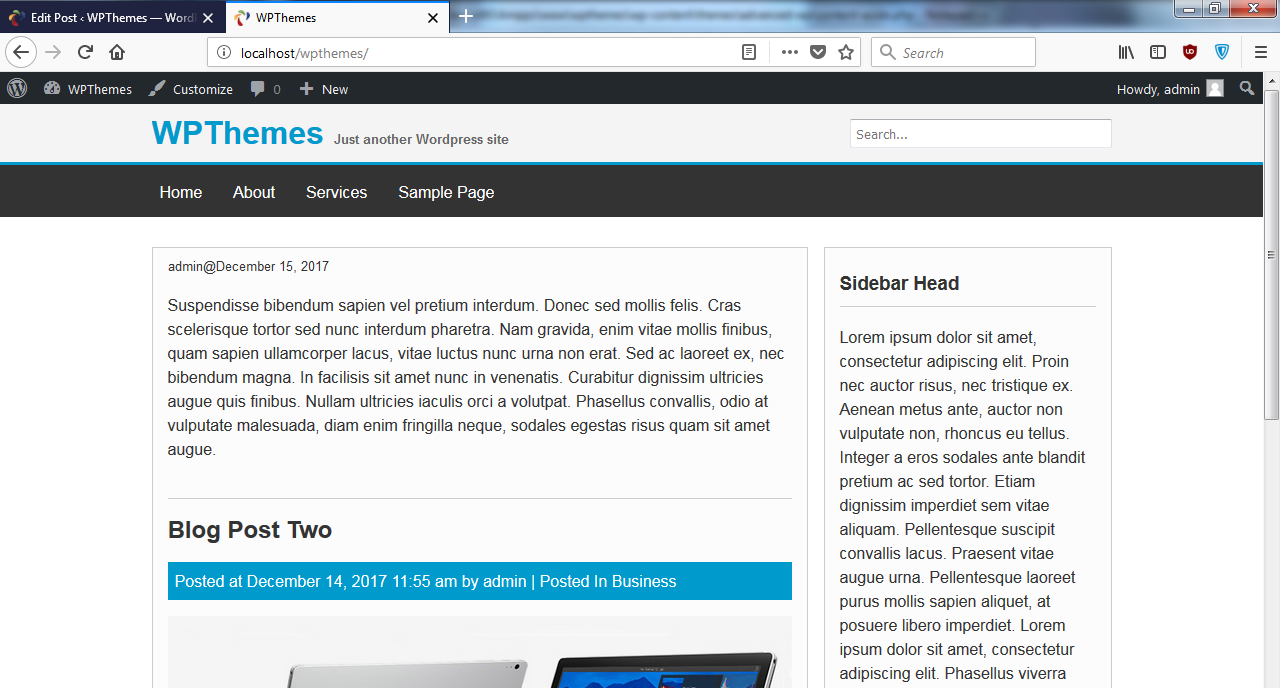 Edit Post ‹ WPThemes — Word
WPThemes
localhost/wpthemes/
Search
WPThemes
Customize
0
New
Howdy, admin
WPThemes
Just another Wordpress site
Search...
Home
About
Services
Sample Page
admin@December 15, 2017
Suspendisse bibendum sapien vel pretium interdum. Donec sed mollis felis. Cras
scelerisque tortor sed nunc interdum pharetra. Nam gravida, enim vitae mollis finibus,
quam sapien ullamcorper lacus, vitae luctus nunc urna non erat. Sed ac laoreet ex, nec
bibendum magna. In facilisis sit amet nunc in venenatis. Curabitur dignissim ultricies
augue quis finibus. Nullam ultricies iaculis orci a volutpat. Phasellus convallis, odio at
vulputate malesuada, diam enim fringilla neque, sodales egestas risus quam sit amet
augue.
Blog Post Two
Posted at December 14, 2017 11:55 am by admin | Posted In Business
Sidebar Head
Lorem ipsum dolor sit amet,
consectetur adipiscing elit. Proin
nec auctor risus, nec tristique ex.
Aenean metus ante, auctor non
vulputate non, rhoncus eu tellus.
Integer a eros sodales ante blandit
pretium ac sed tortor. Etiam
dignissim imperdiet sem vitae
aliquam. Pellentesque suscipit
convallis lacus. Praesent vitae
augue urna. Pellentesque laoreet
purus mollis sapien aliquet, at
posuere libero imperdiet. Lorem
ipsum dolor sit amet, consectetur
adipiscing elit. Phasellus viverra